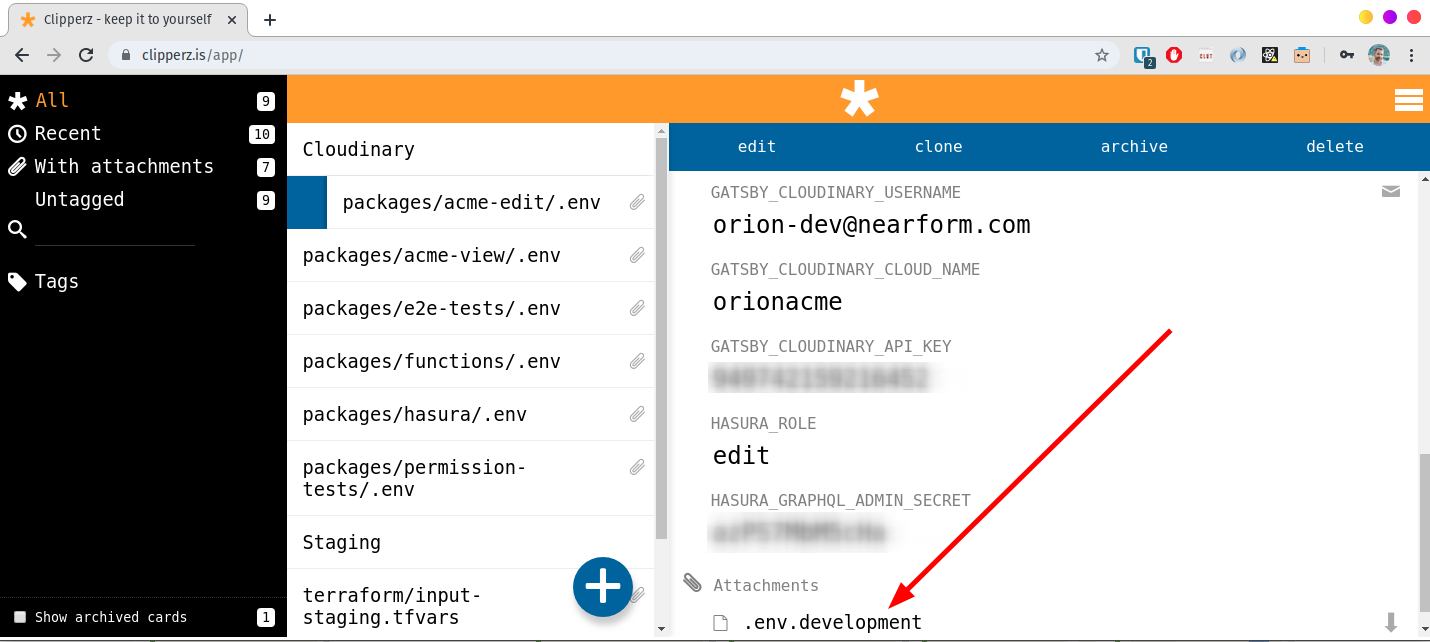 Clipperz - keep it to yourself
clipperz.is/app/
2
All 9
Recent 10
With attachments 7
Untagged 9
Tags
Show archived cards 1
Cloudinary
packages/acme-edit/.env
packages/acme-view/.env
packages/e2e-tests/.env
packages/functions/.env
packages/hasura/.env
packages/permission-
tests/.env
Staging
terraform/input-
staging.tfvars
edit clone archive delete
GATSBY_CLOUDINARY_USERNAME
orion-dev@nearform.com
GATSBY_CLOUDINARY_CLOUD_NAME
orionacme
GATSBY_CLOUDINARY_API_KEY
HASURA_ROLE
edit
HASURA_GRAPHQL_ADMIN_SECRET
Attachments
.env.development